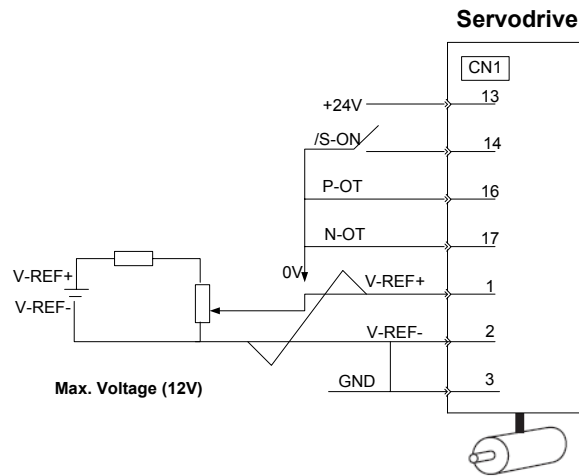 Servodrive
CN1
+24V 13
/S-ON 14
P-OT 16
N-OT 17
0V
V-REF+ V-REF+ 1
V-REF- V-REF- 2
Max. Voltage (12V) GND 3